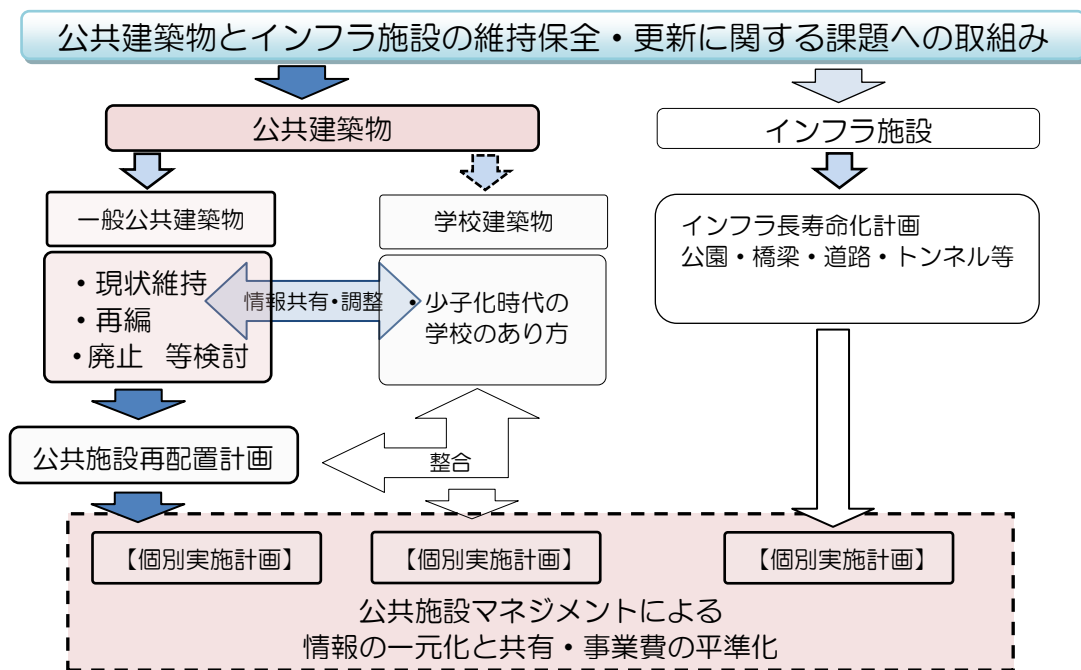 公共建築物とインフラ施設の維持保全・更新に関する課題への取組み
公共建築物
インフラ施設
一般公共建築物
学校建築物
・現状維持
・再編
・廃止 等検討
情報共有・調整
・少子化時代の
学校のあり方
インフラ長寿命化計画
公園・橋梁・道路・トンネル等
公共施設再配置計画
整合
【個別実施計画】
【個別実施計画】
【個別実施計画】
公共施設マネジメントによる
情報の一元化と共有・事業費の平準化